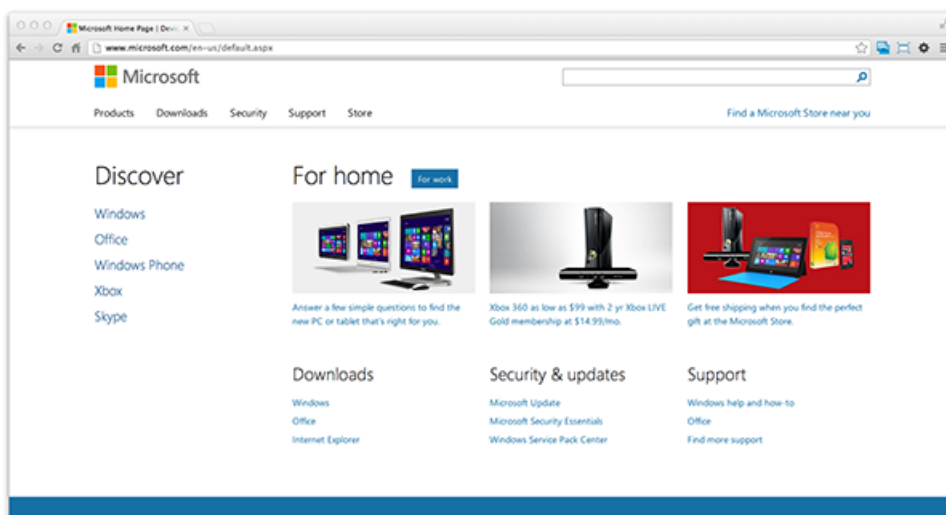 Microsoft Home Page | Devic
www.microsoft.com/en-us/default.aspx
Microsoft
Products Downloads Security Support Store
Find a Microsoft Store near you
Discover
Windows
Office
Windows Phone
Xbox
Skype
For home
For work
Answer a few simple questions to find the
new PC or tablet that's right for you.
Xbox 360 as low as $99 with 2 yr Xbox LIVE
Gold membership at $14.99/mo.
Get free shipping when you find the perfect
gift at the Microsoft Store.
Downloads
Windows
Office
Internet Explorer
Security & updates
Microsoft Update
Microsoft Security Essentials
Windows Service Pack Center
Support
Windows help and how-to
Office
Find more support